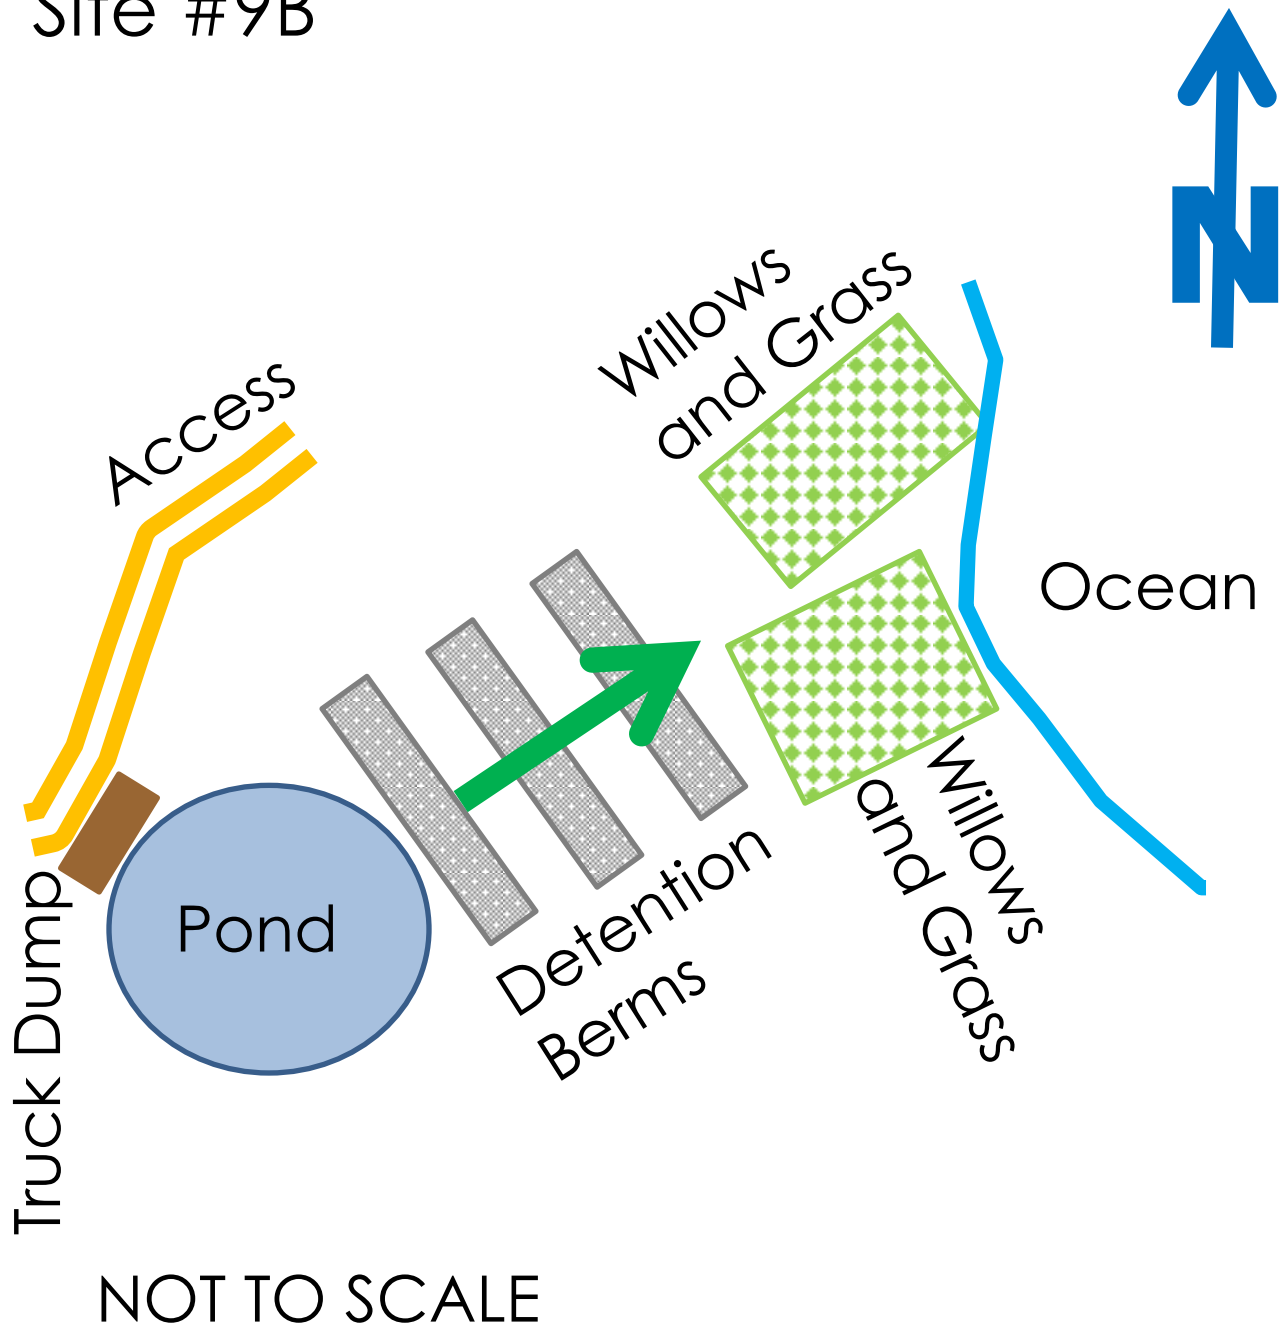 Site #9B
N
Willows
and Grass
Access
Ocean
Pond
Detention
Berms
Willows
and Grass
Truck Dump
NOT TO SCALE